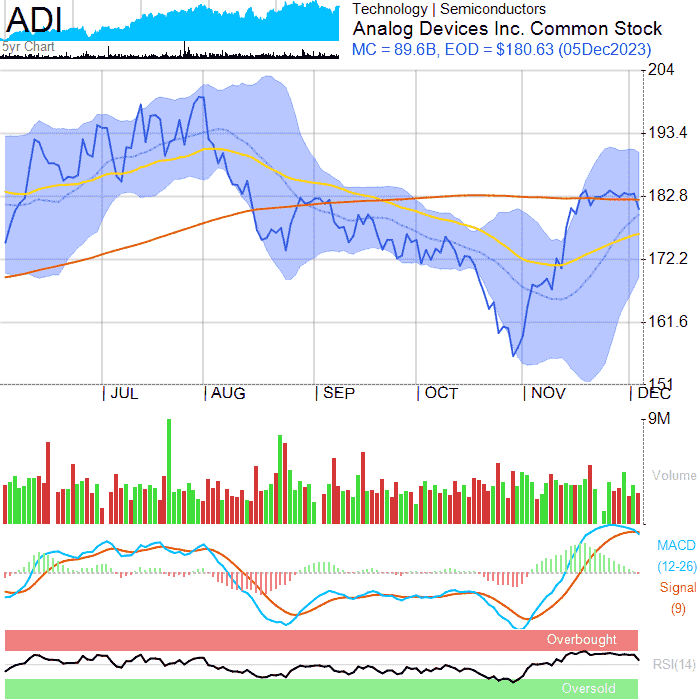 ADI
5yr Chart
Technology | Semiconductors
Analog Devices Inc. Common Stock
MC = 89.6B, EOD = $180.63 (05Dec2023)
204
193.4
182.8
172.2
161.6
151
JUL AUG SEP OCT NOV DEC
9M
Volume
MACD
(12-26)
Signal
(9)
Overbought
RSI(14)
Oversold